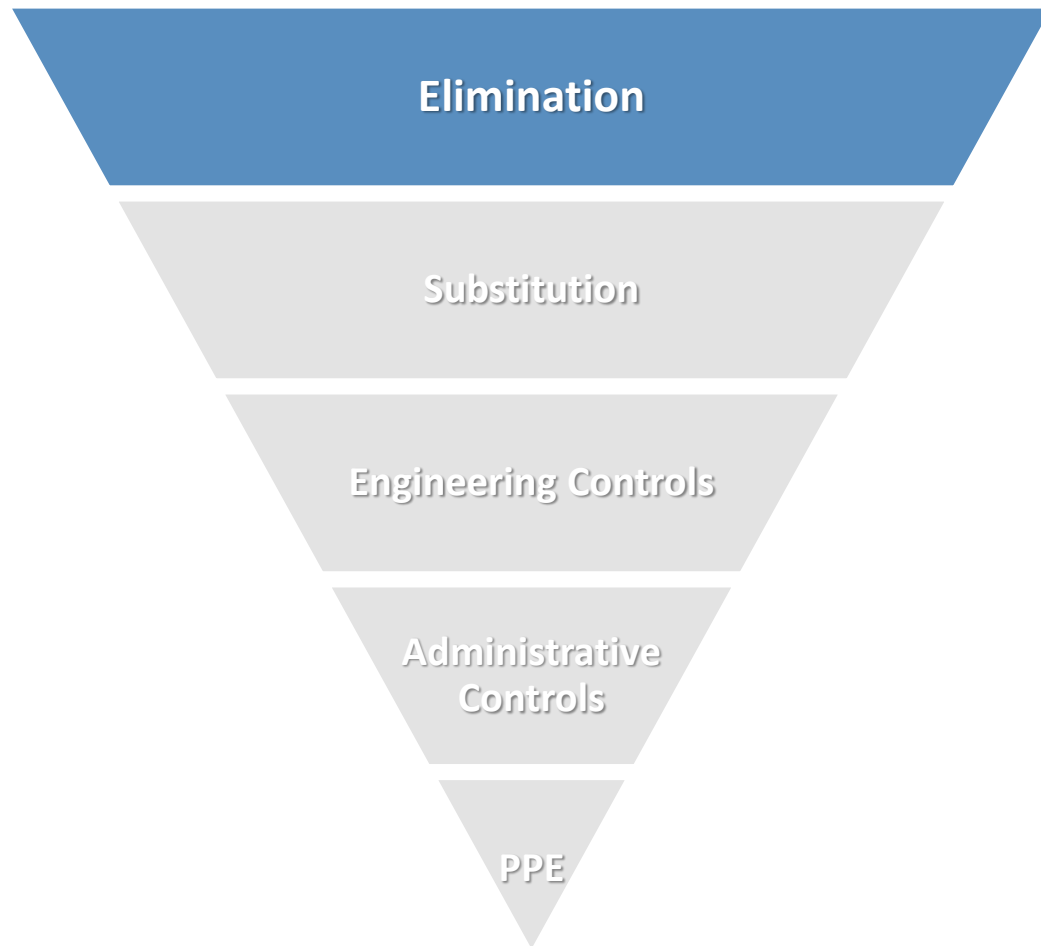 Elimination
Substitution
Engineering Controls
Administrative
Controls
PPE